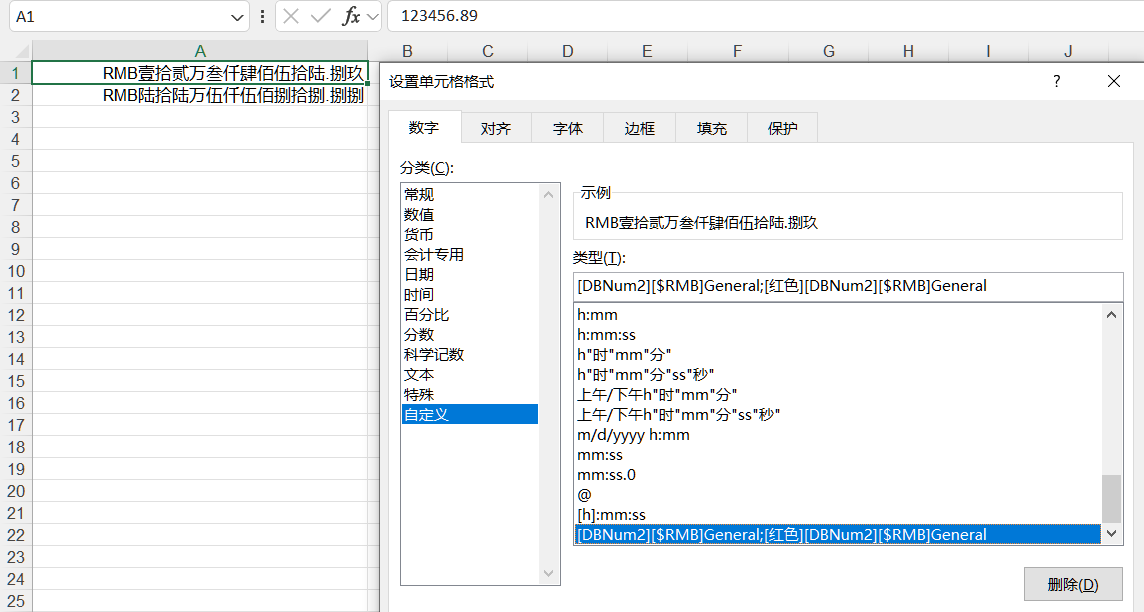 A1 fx 123456.89
A B C D E F G H I J
1 RMB壹拾贰万叁仟肆佰伍拾陆.捌玖
2 RMB陆拾陆万伍仟伍佰捌拾捌.捌捌
3
4
5
6
7
8
9
10
11
12
13
14
15
16
17
18
19
20
21
22
23
24
25
设置单元格格式 ?
数字 对齐 字体 边框 填充 保护
分类(C):
常规
数值
货币
会计专用
日期
时间
百分比
分数
科学记数
文本
特殊
自定义
示例
RMB壹拾贰万叁仟肆佰伍拾陆.捌玖
类型(T):
[DBNum2][$RMB]General;[红色][DBNum2][$RMB]General
h:mm
h:mm:ss
h"时"mm"分"
h"时"mm"分"ss"秒"
上午/下午h"时"mm"分"
上午/下午h"时"mm"分"ss"秒"
m/d/yyyy h:mm
mm:ss
mm:ss.0
@
[h]:mm:ss
[DBNum2][$RMB]General;[红色][DBNum2][$RMB]General
删除(D)